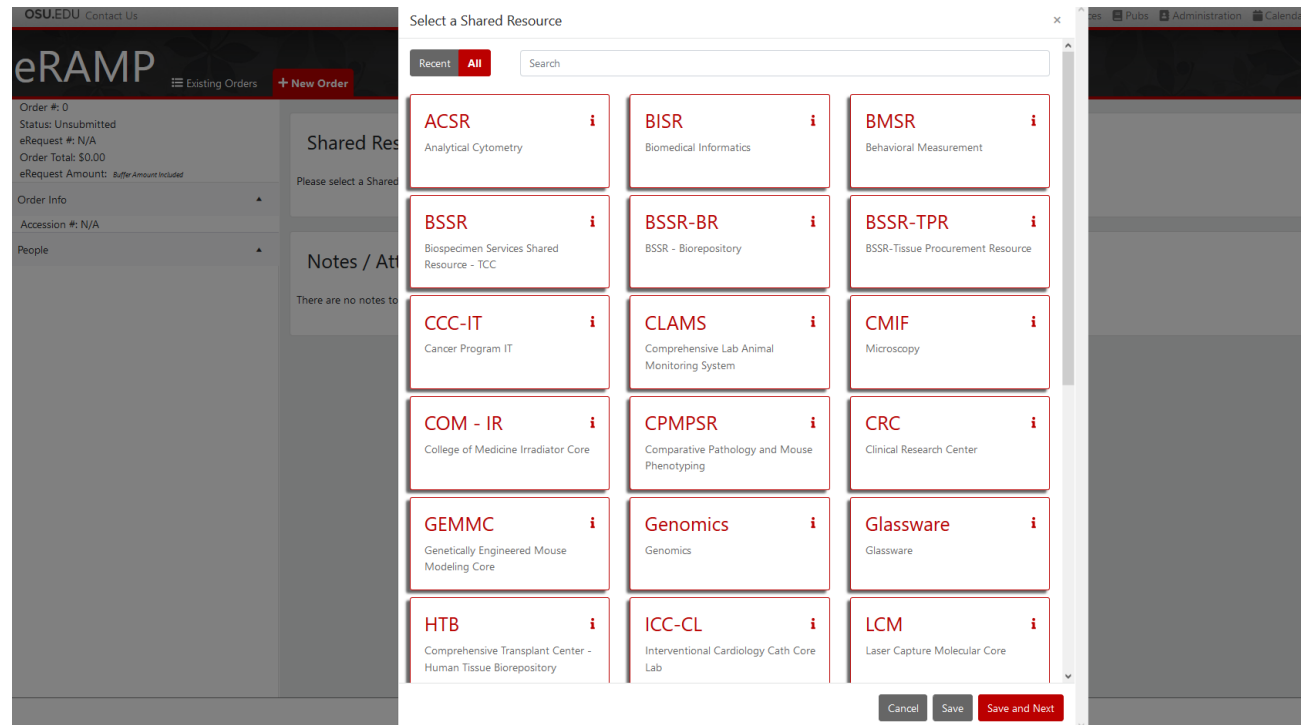 OSU.EDU Contact Us
Pubs Administration
eRAMP
Existing Orders
+ New Order
Order #: 0
Status: Unsubmitted
eRequest #: N/A
Order Total: $0.00
eRequest Amount: Buffer Amount Included
Order Info
Accession #: N/A
People
Shared Res
Please select a Shared
Notes / Att
There are no notes to
Select a Shared Resource
×
Recent All Search
ACSR
Analytical Cytometry
BISR
Biomedical Informatics
BMSR
Behavioral Measurement
BSSR
Biospecimen Services Shared
Resource - TCC
BSSR-BR
BSSR - Biorepository
BSSR-TPR
BSSR-Tissue Procurement Resource
CCC-IT
Cancer Program IT
CLAMS
Comprehensive Lab Animal
Monitoring System
CMIF
Microscopy
COM - IR
College of Medicine Irradiator Core
CPMPSR
Comparative Pathology and Mouse
Phenotyping
CRC
Clinical Research Center
GEMMC
Genetically Engineered Mouse
Modeling Core
Genomics
Genomics
Glassware
Glassware
HTB
Comprehensive Transplant Center -
Human Tissue Biorepository
ICC-CL
Interventional Cardiology Cath Core
Lab
LCM
Laser Capture Molecular Core
Cancel Save Save and Next